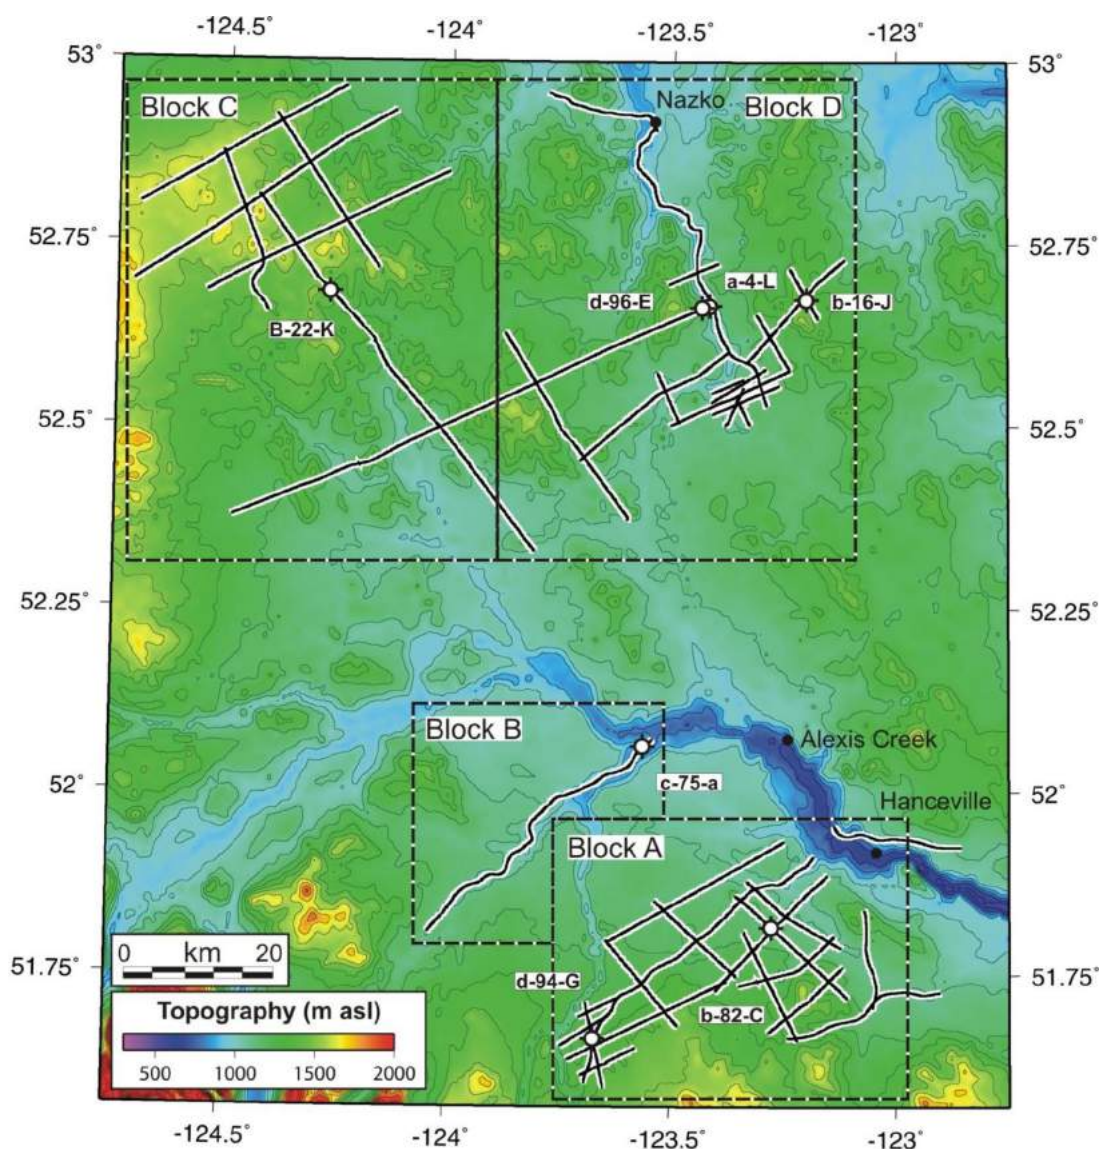 -124.5° -124° -123.5° -123°
53° 53°
Block C
Nazko
Block D
52.75° 52.75°
a-4-L
d-96-E
b-16-J
B-22-K
52.5° 52.5°
52.25° 52.25°
Block B
Alexis Creek
52° 52°
c-75-a
Hanceville
Block A
0 km 20
51.75° 51.75°
d-94-G
b-82-C
Topography (m asl)
500 1000 1500 2000
-124.5° -124° -123.5° -123°